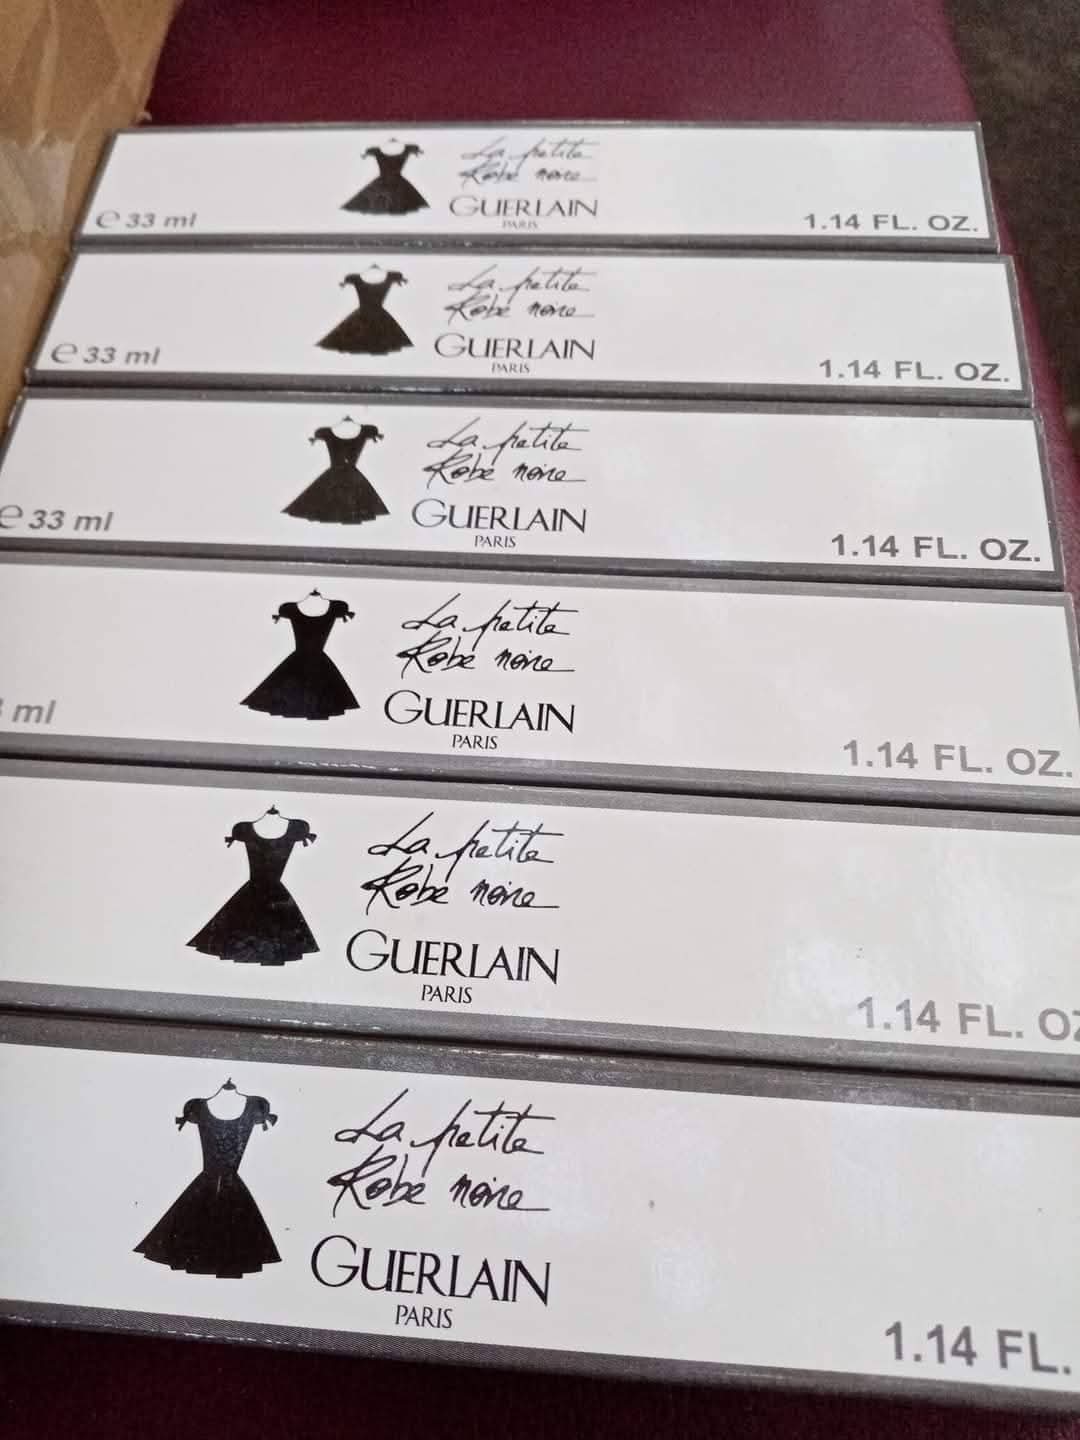 La petite
Robe noire
GUERLAIN
PARIS
e 33 ml
1.14 FL. OZ.
La petite
Robe noire
GUERLAIN
PARIS
e 33 ml
1.14 FL. OZ.
La petite
Robe noire
GUERLAIN
PARIS
e 33 ml
1.14 FL. OZ.
La petite
Robe noire
GUERLAIN
PARIS
ml
1.14 FL. OZ.
La petite
Robe noire
GUERLAIN
PARIS
1.14 FL. OZ
La petite
Robe noire
GUERLAIN
PARIS
1.14 FL.